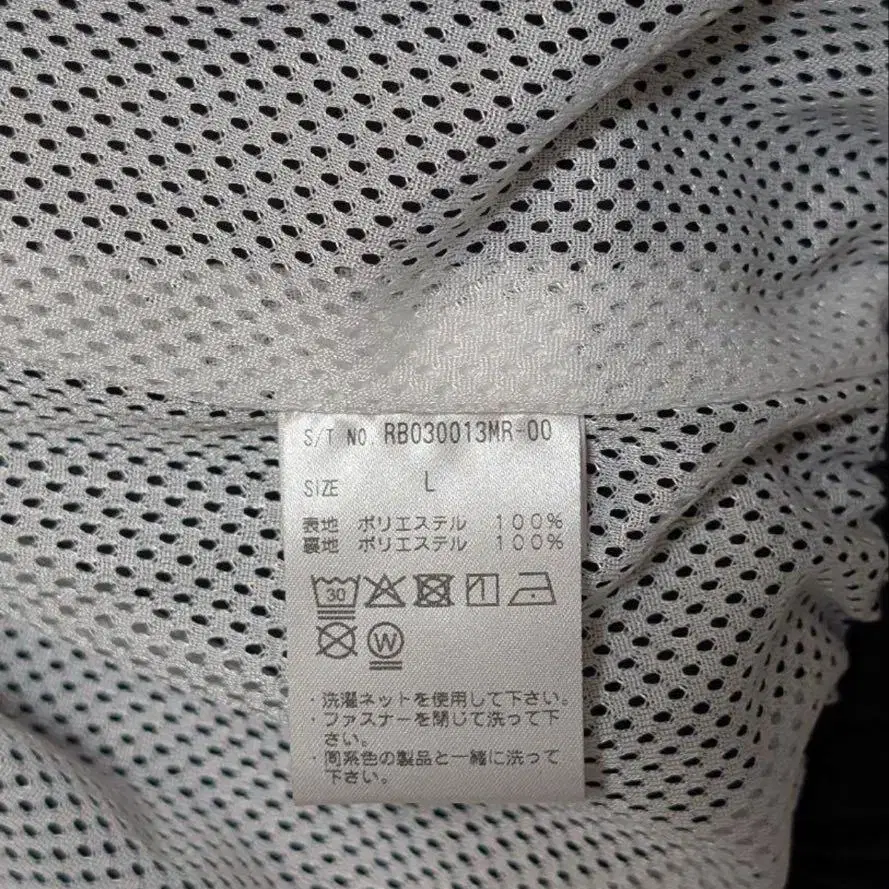 S/T NO. RB030013MR-00
SIZE L
表地 ポリエステル 100%
裏地 ポリエステル 100%
30
W
・洗濯ネットを使用して下さい。
・ファスナーを閉じて洗って下
さい。
・同系色の製品と一緒に洗って
下さい。